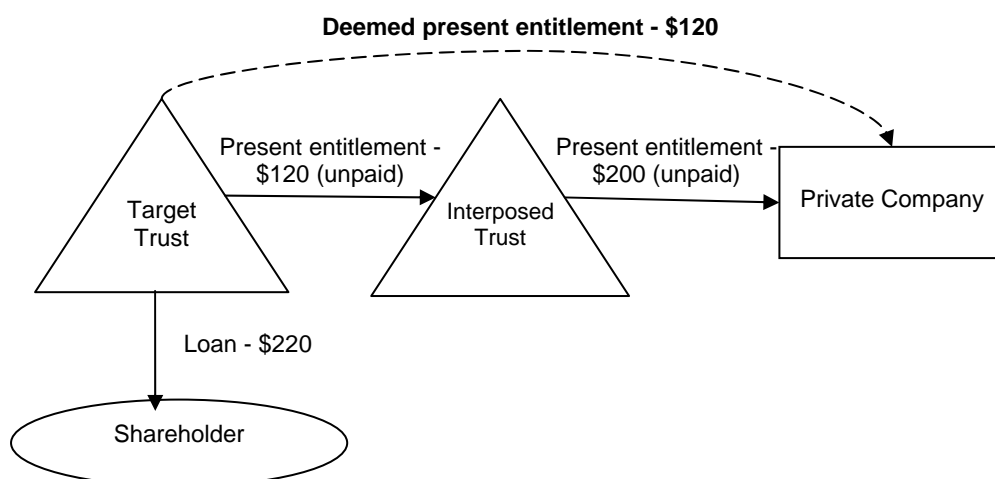 Deemed present entitlement - $120
Present entitlement -
$120 (unpaid)
Present entitlement -
$200 (unpaid)
Target
Trust
Interposed
Trust
Private Company
Loan - $220
Shareholder